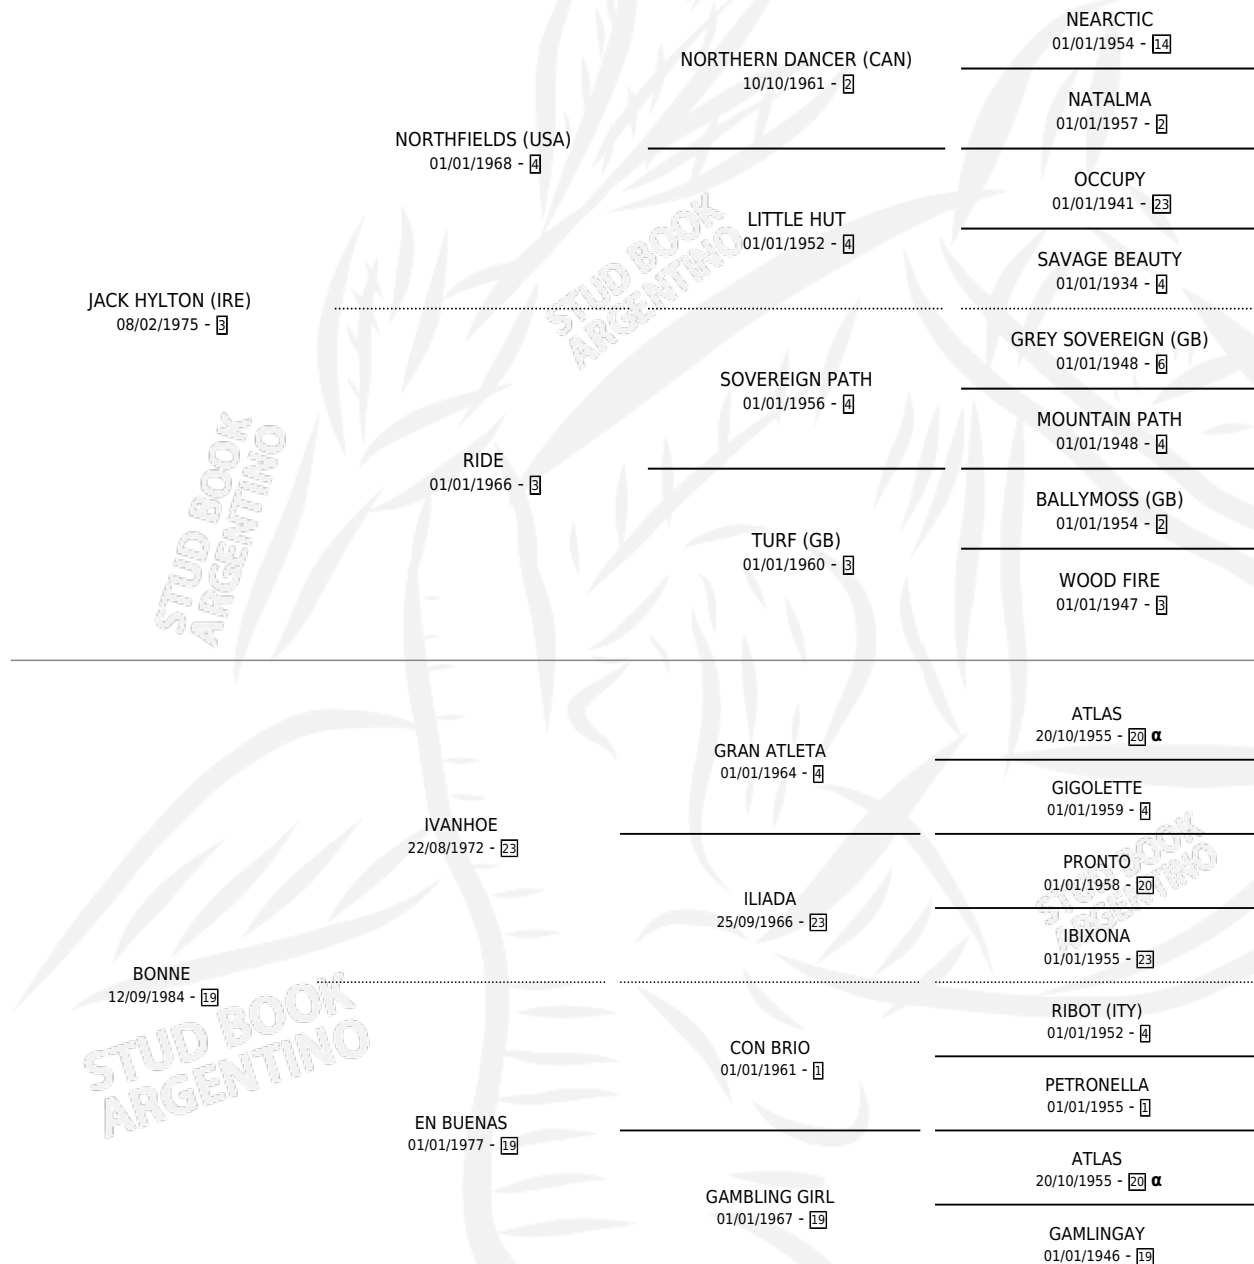 NEARCTIC
01/01/1954 - 14
NORTHERN DANCER (CAN)
10/10/1961 - 2
NATALMA
01/01/1957 - 2
NORTHFIELDS (USA)
01/01/1968 - 4
OCCUPY
01/01/1941 - 23
LITTLE HUT
01/01/1952 - 4
SAVAGE BEAUTY
01/01/1934 - 4
JACK HYLTON (IRE)
08/02/1975 - 3
GREY SOVEREIGN (GB)
01/01/1948 - 6
SOVEREIGN PATH
01/01/1956 - 4
MOUNTAIN PATH
01/01/1948 - 4
RIDE
01/01/1966 - 3
BALLYMOSS (GB)
01/01/1954 - 2
TURF (GB)
01/01/1960 - 3
WOOD FIRE
01/01/1947 - 3
ATLAS
20/10/1955 - 20 α
GRAN ATLETA
01/01/1964 - 4
GIGOLETTE
01/01/1959 - 4
IVANHOE
22/08/1972 - 23
PRONTO
01/01/1958 - 20
ILIADA
25/09/1966 - 23
IBIXONA
01/01/1955 - 23
BONNE
12/09/1984 - 19
RIBOT (ITY)
01/01/1952 - 4
CON BRIO
01/01/1961 - 1
PETRONELLA
01/01/1955 - 1
EN BUENAS
01/01/1977 - 19
ATLAS
20/10/1955 - 20 α
GAMBLING GIRL
01/01/1967 - 19
GAMLINGAY
01/01/1946 - 19
STUD BOOK
ARGENTINO
STUD BOOK
ARGENTINO
STUD BOOK
ARGENTINO
STUD BOOK
ARGENTINO